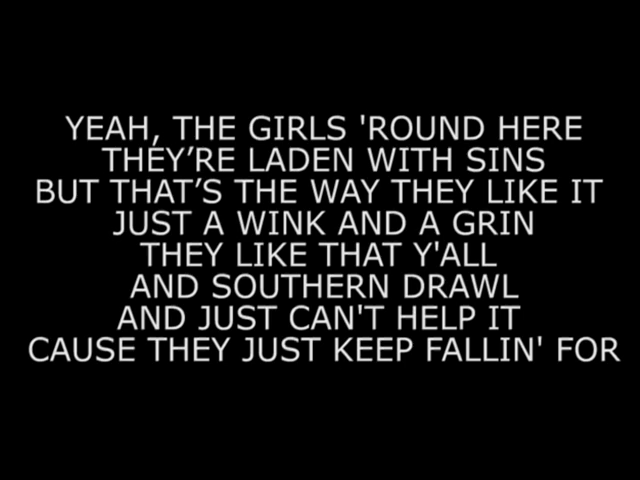 YEAH, THE GIRLS 'ROUND HERE
THEY’RE LADEN WITH SINS
BUT THAT’S THE WAY THEY LIKE IT
JUST A WINK AND A GRIN
THEY LIKE THAT Y'ALL
AND SOUTHERN DRAWL
AND JUST CAN'T HELP IT
CAUSE THEY JUST KEEP FALLIN' FOR